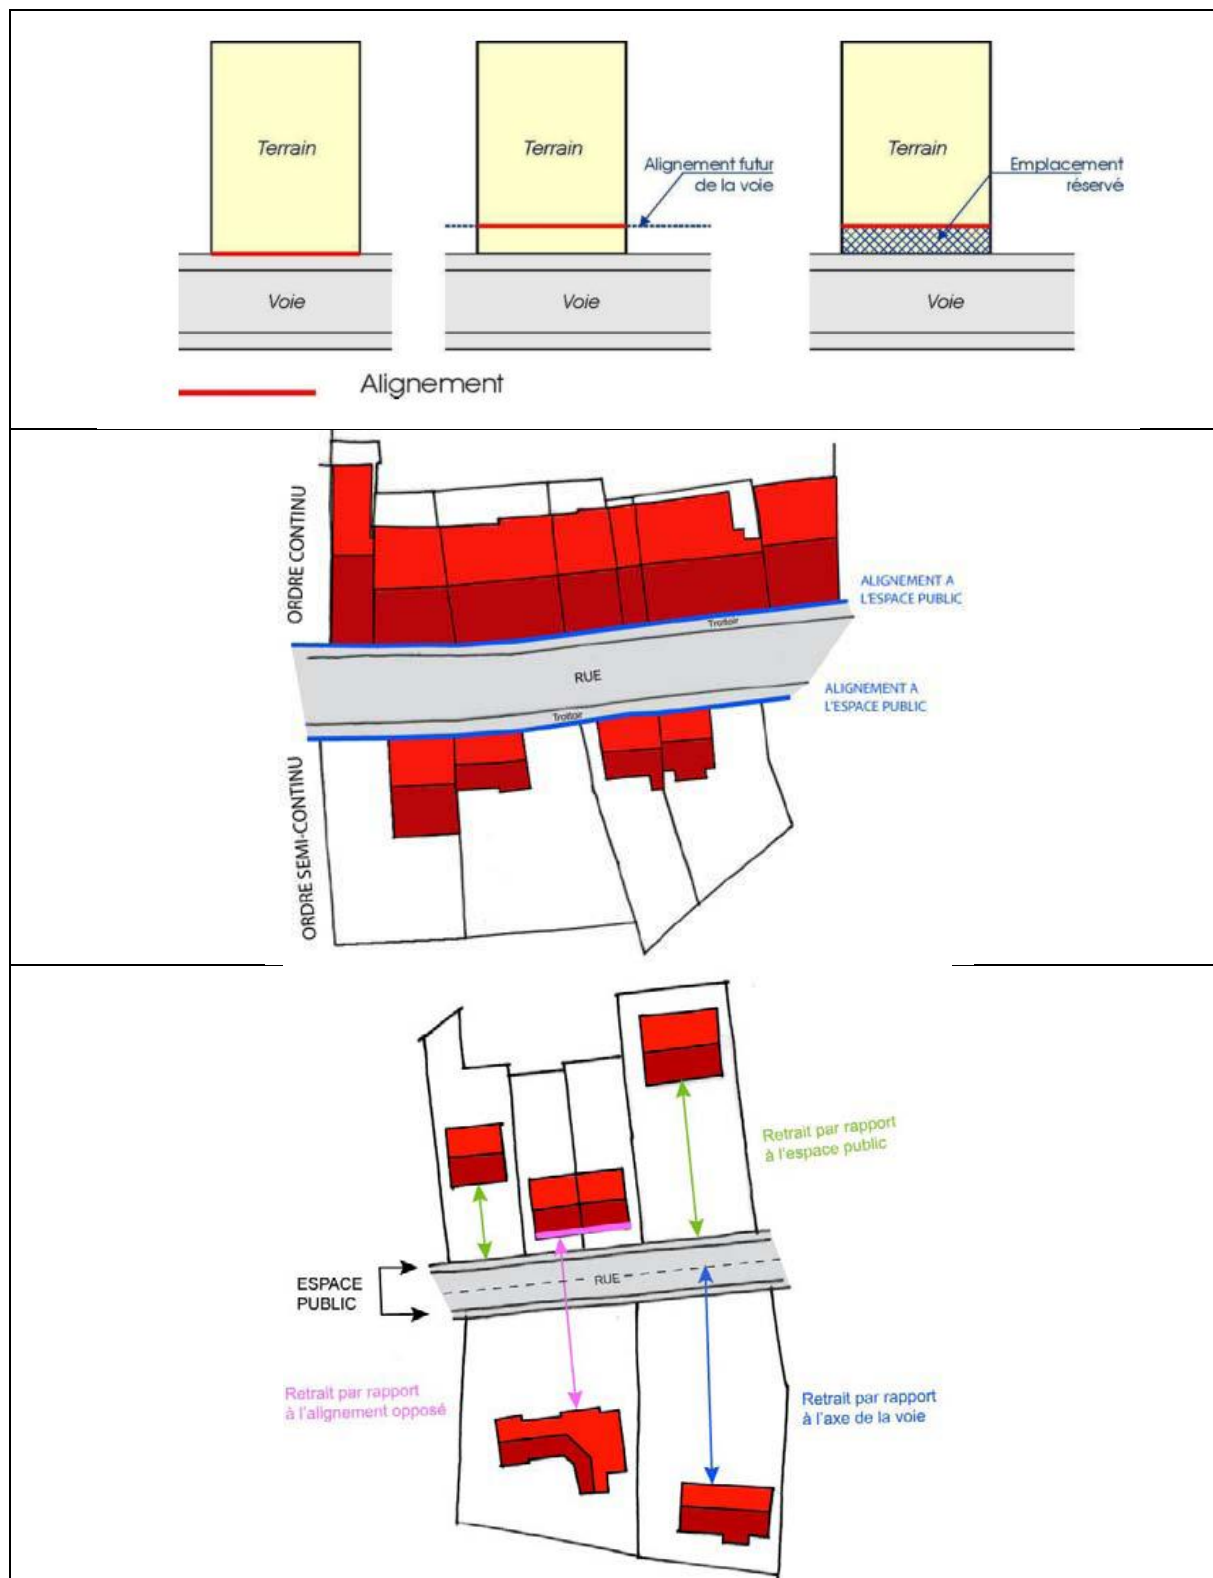 Terrain
Voie
Terrain
Alignement futur
de la voie
Voie
Terrain
Emplacement
réservé
Voie
Alignement
ORDRE CONTINU
ALIGNEMENT A
L'ESPACE PUBLIC
Trottoir
RUE
ALIGNEMENT A
L'ESPACE PUBLIC
Trottoir
ORDRE SEMI-CONTINU
Retrait par rapport
à l'espace public
ESPACE
PUBLIC
RUE
Retrait par rapport
à l'alignement opposé
Retrait par rapport
à l'axe de la voie